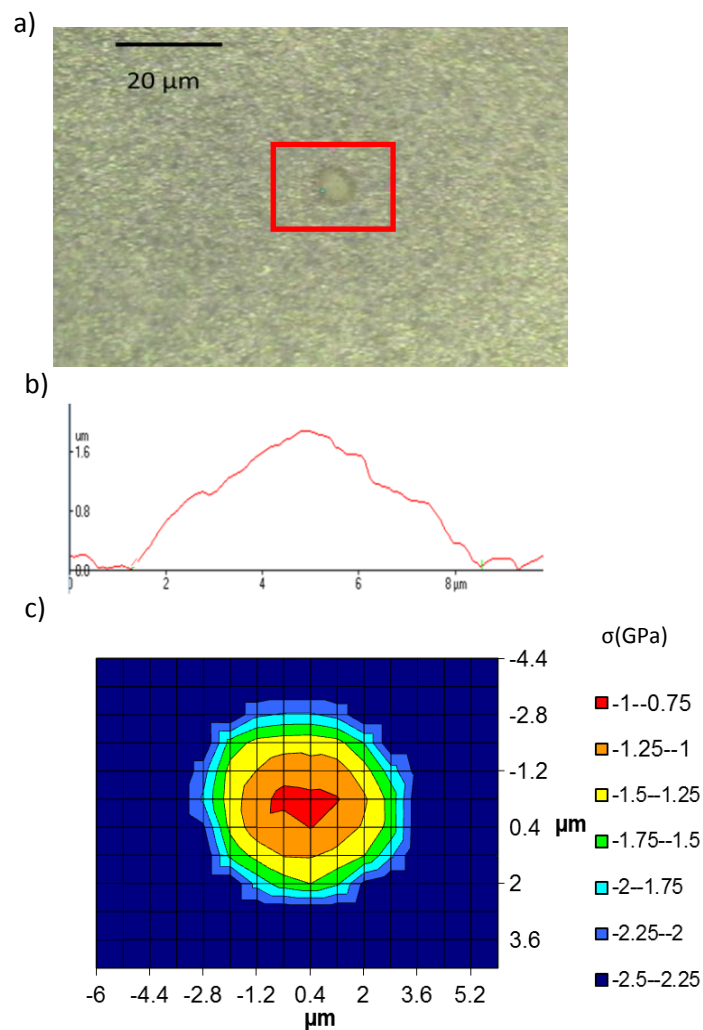 a)
20 µm
b)
um
1.6
0.8
0.0
0 2 4 6 8 µm
c)
σ(GPa)
-4.4
-2.8
-1.2
0.4
2
3.6
µm
-1--0.75
-1.25--1
-1.5--1.25
-1.75--1.5
-2--1.75
-2.25--2
-2.5--2.25
-6 -4.4 -2.8 -1.2 0.4 2 3.6 5.2
µm